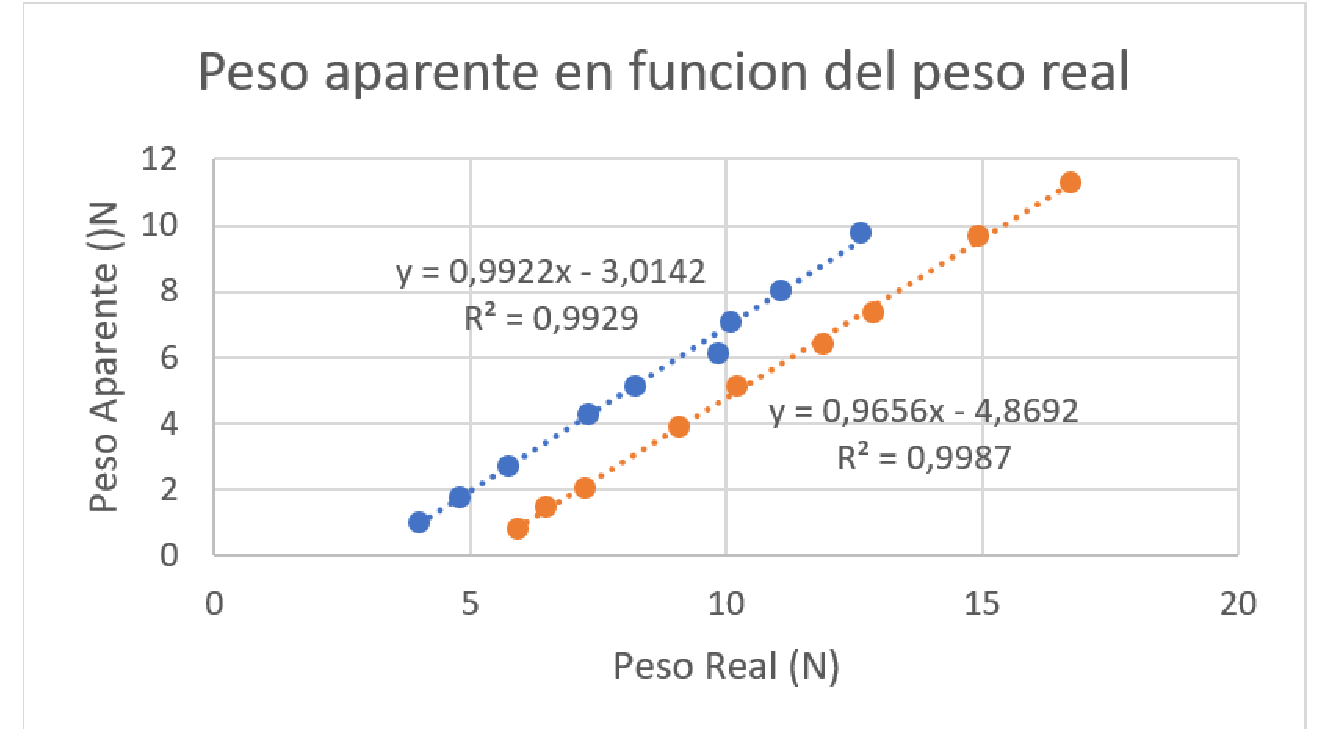 Peso aparente en funcion del peso real
Peso Aparente ()N
12
10
8
6
4
2
0
y = 0,9922x - 3,0142
R² = 0,9929
y = 0,9656x - 4,8692
R² = 0,9987
0 5 10 15 20
Peso Real (N)